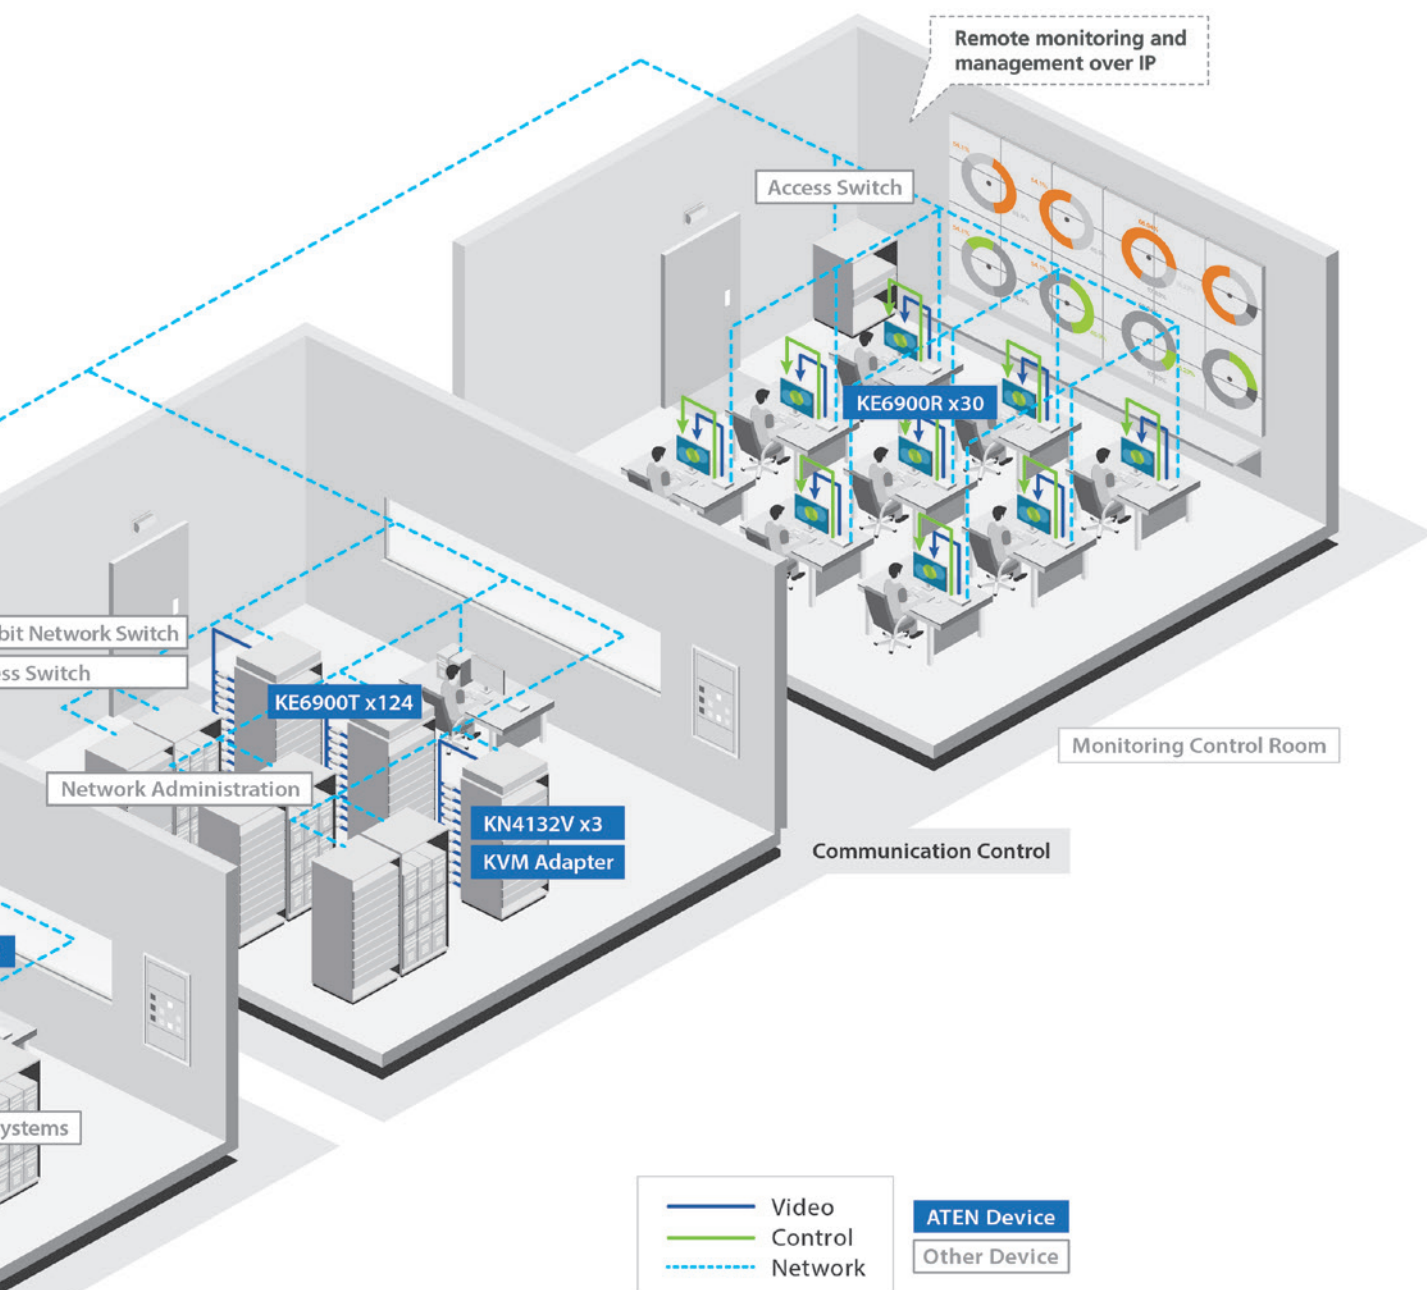 Remote monitoring and
management over IP
Access Switch
KE6900R x30
bit Network Switch
ess Switch
KE6900T x124
Network Administration
KN4132V x3
KVM Adapter
Monitoring Control Room
Communication Control
ystems
Video
Control
Network
ATEN Device
Other Device